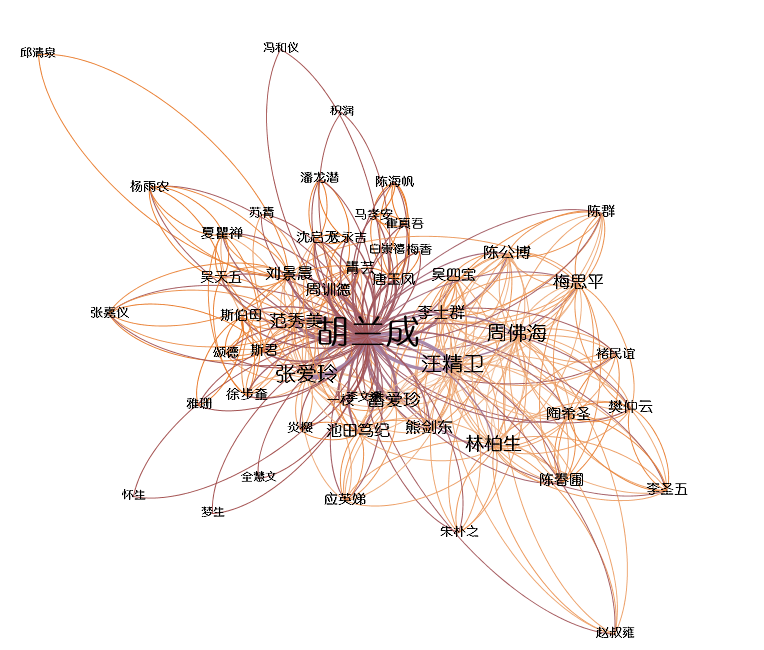 冯和仪
邱清泉
祝润
潘龙潜
陈海帆
杨雨农
苏青
马孝安
崔真吾
陈群
夏瞿禅
沈启无
关永吉
白崇禧
梅香
陈公博
吴天五
刘景晨
青芸
唐玉凤
吴四宝
梅思平
周训德
张嘉仪
斯伯母
范秀美
胡兰成
李士群
周佛海
颂德
斯君
褚民谊
张爱玲
汪精卫
雅珊
徐步奎
一枝
佘爱珍
樊仲云
陶希圣
炎樱
池田笃纪
熊剑东
林柏生
全慧文
陈春圃
李圣五
怀生
应英娣
梦生
朱朴之
赵叔雍